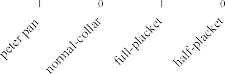 1 0 1 0
peter pan normal-collar full-placket half-placket